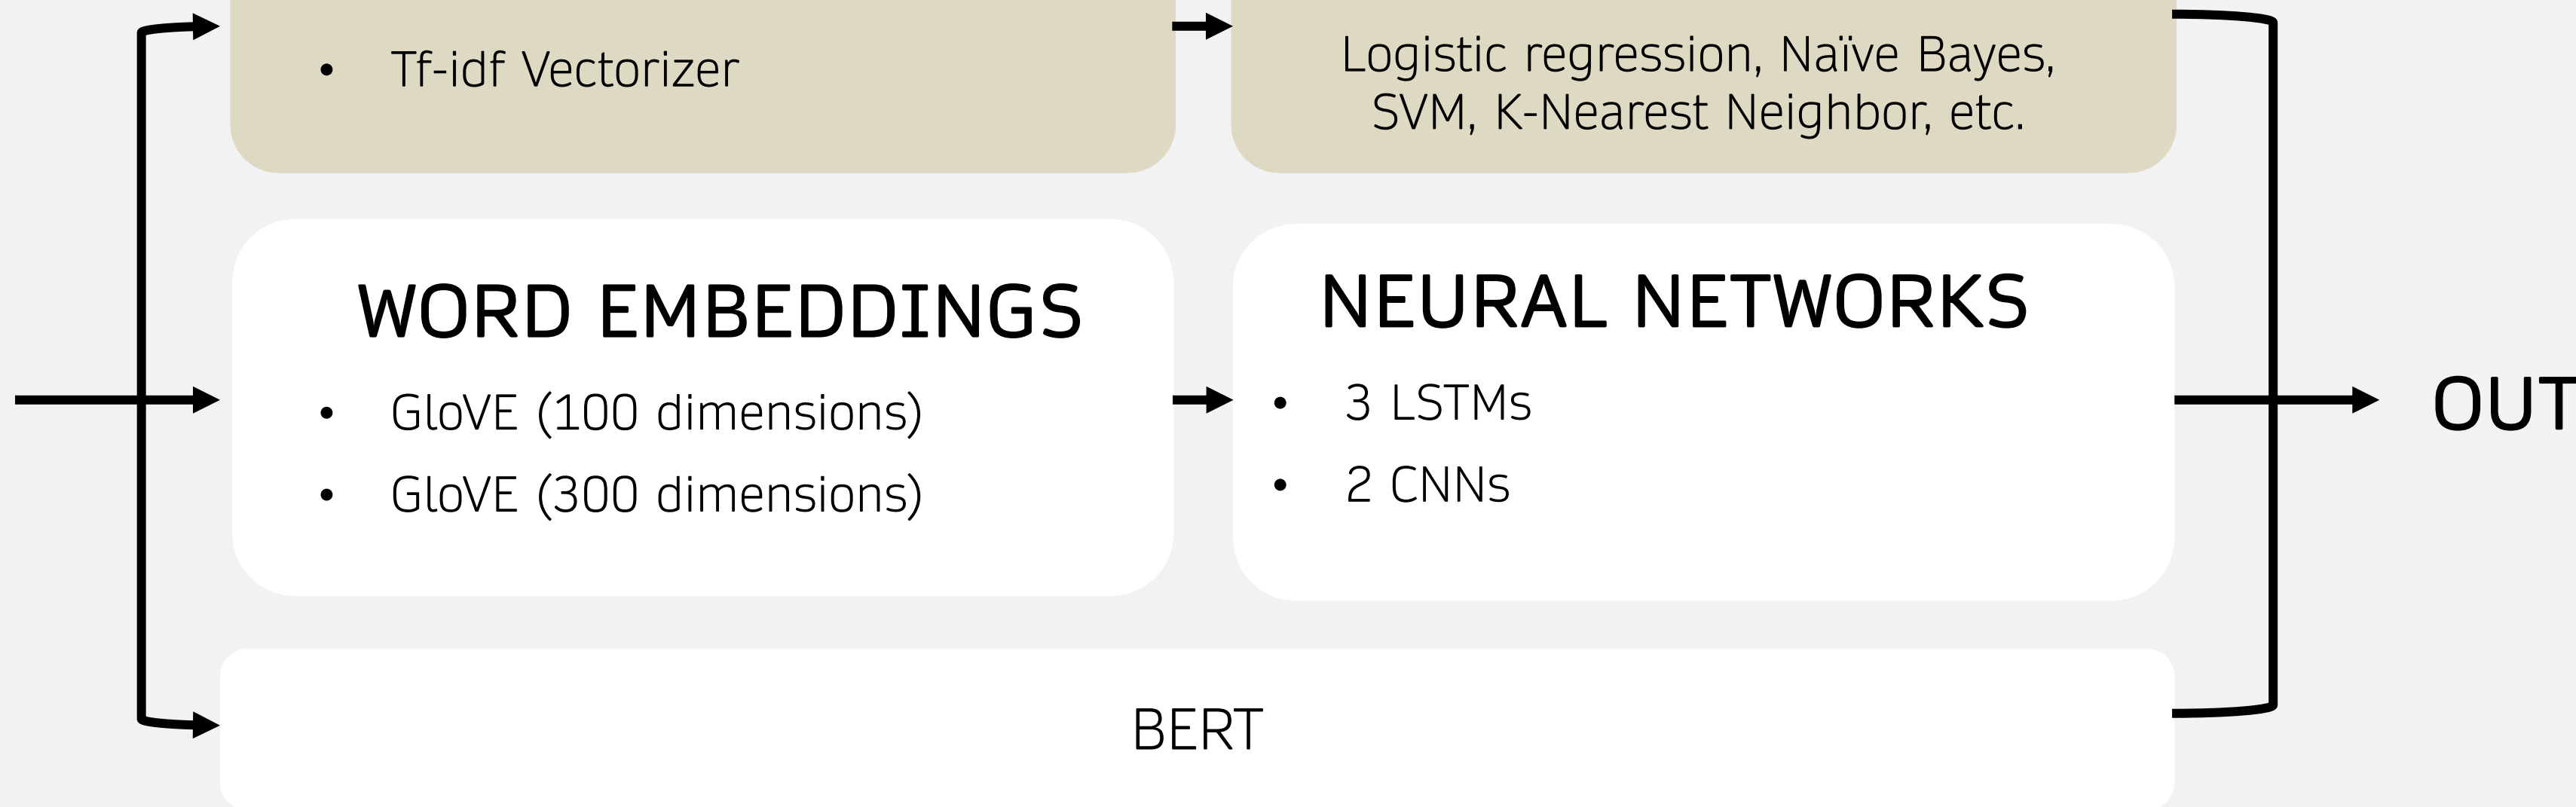 • Tf-idf Vectorizer
Logistic regression, Naïve Bayes,
SVM, K-Nearest Neighbor, etc.
WORD EMBEDDINGS
• GloVE (100 dimensions)
• GloVE (300 dimensions)
NEURAL NETWORKS
• 3 LSTMs
• 2 CNNs
OUT
BERT